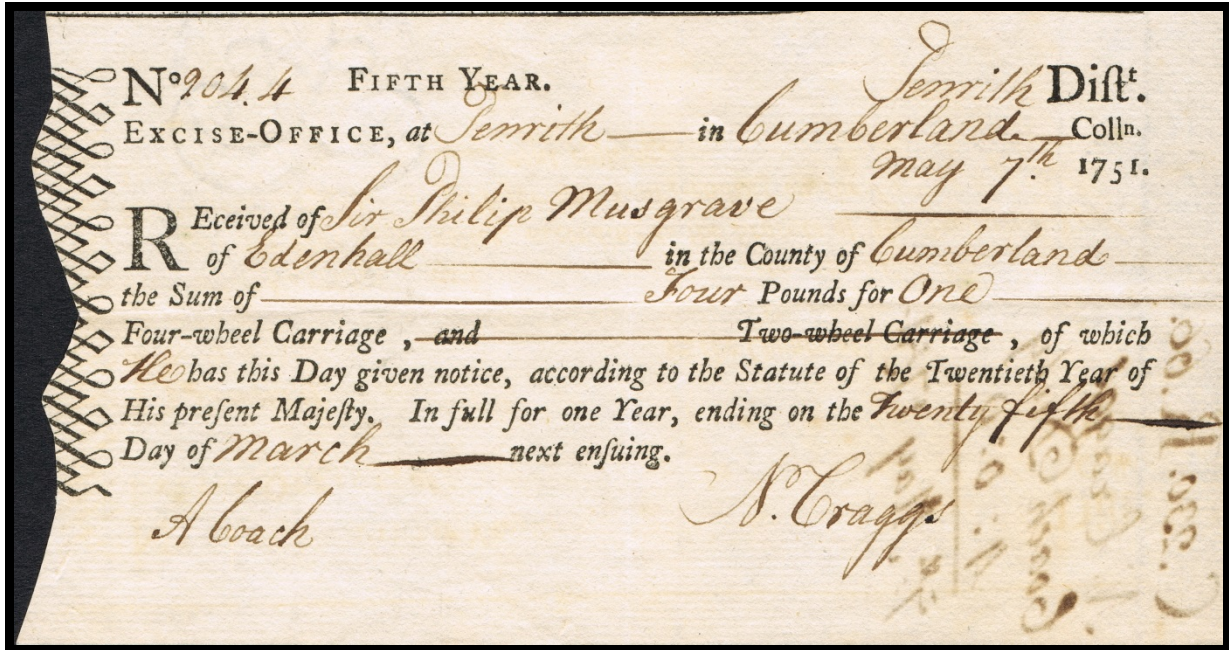 No 2044 FIFTH YEAR. Penrith Diſtt.
EXCISE-OFFICE, at Penrith in Cumberland Colln.
May 7th. 1751.
REceived of Sir Philip Musgrave
of Edenhall in the County of Cumberland
the Sum of Four Pounds for One
Four-wheel Carriage , and Two-wheel Carriage , of which
He has this Day given notice, according to the Statute of the Twentieth Year of
His preſent Majeſty. In full for one Year, ending on the Twenty fifth
Day of March next enſuing.
A Coach N. Craggs